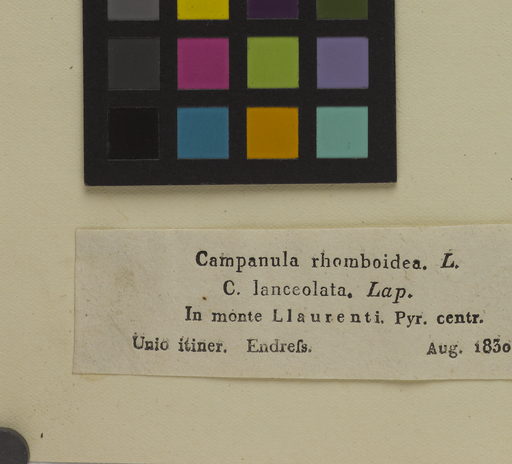 Campanula rhomboidea. L.
C. lanceolata. Lap.
In monte Llaurenti. Pyr. centr.
Unio itiner. Endreſs. Aug. 1830